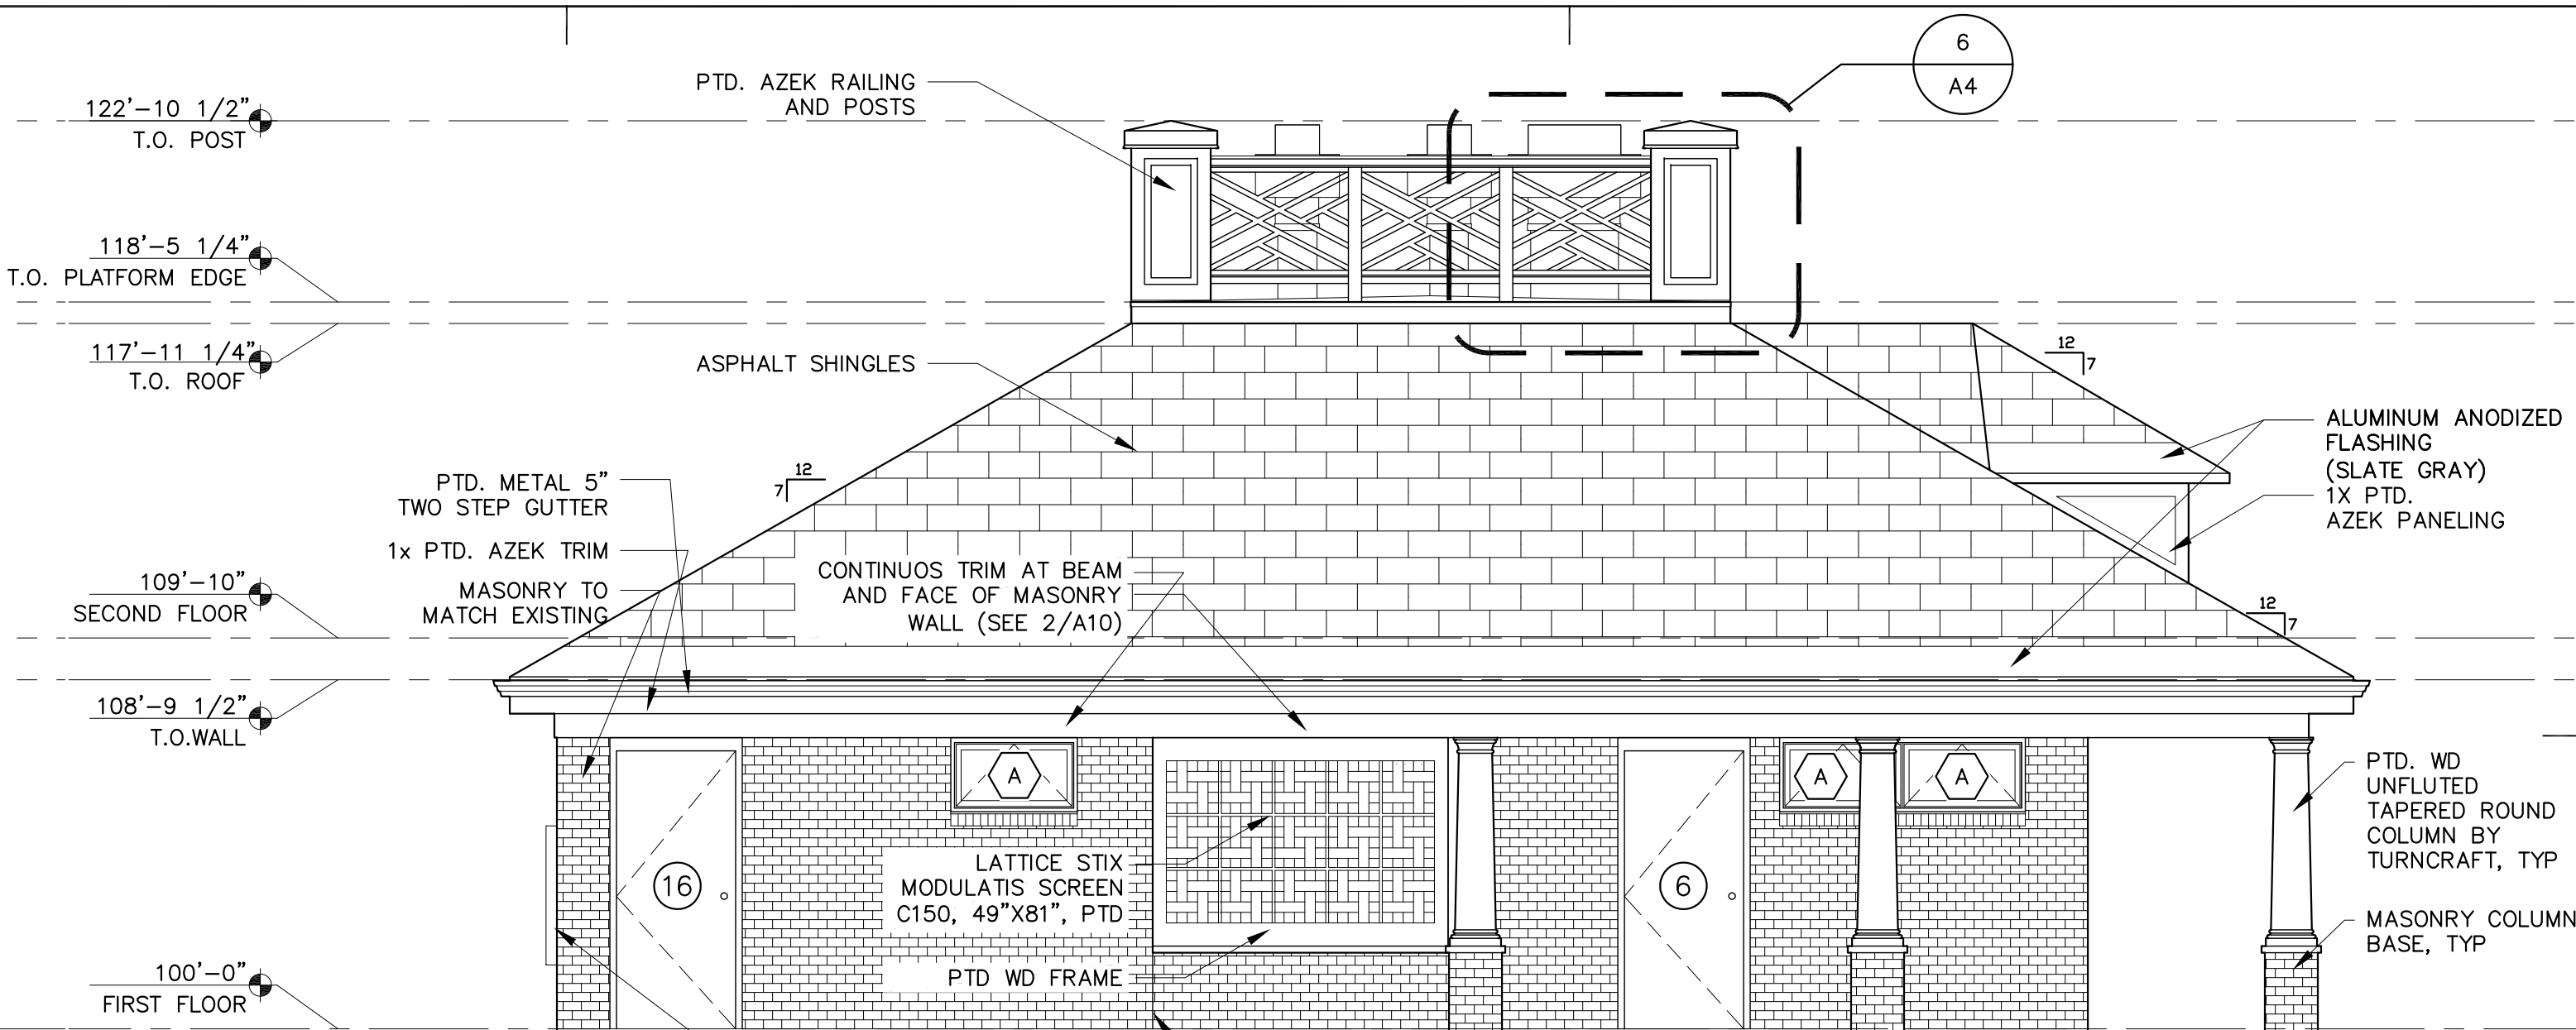 6
A4
PTD. AZEK RAILING
AND POSTS
122'-10 1/2"
T.O. POST
118'-5 1/4"
T.O. PLATFORM EDGE
117'-11 1/4"
T.O. ROOF
ASPHALT SHINGLES
12
7
12
7
ALUMINUM ANODIZED
FLASHING
(SLATE GRAY)
1X PTD.
AZEK PANELING
PTD. METAL 5"
TWO STEP GUTTER
1x PTD. AZEK TRIM
MASONRY TO
MATCH EXISTING
CONTINUOS TRIM AT BEAM
AND FACE OF MASONRY
WALL (SEE 2/A10)
109'-10"
SECOND FLOOR
12
7
108'-9 1/2"
T.O.WALL
A
A
A
PTD. WD
UNFLUTED
TAPERED ROUND
COLUMN BY
TURNCRAFT, TYP
16
LATTICE STIX
MODULATIS SCREEN
C150, 49"X81", PTD
6
MASONRY COLUMN
BASE, TYP
PTD WD FRAME
100'-0"
FIRST FLOOR